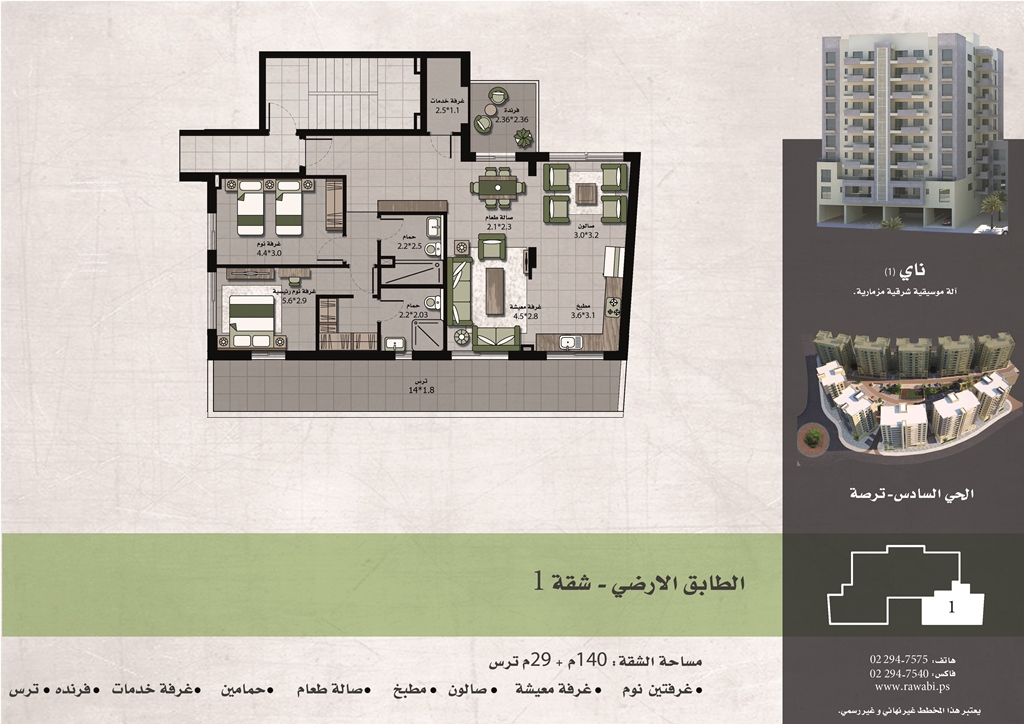 غرفة خدمات
2.5*1.1
فرندة
2.36*2.36
صالة طعام
2.1*2.3
صالون
3.0*3.2
غرفة نوم
4.4*3.0
حمام
2.2*2.5
غرفة نوم رئيسية
5.6*2.9
حمام
2.2*2.03
غرفة معيشة
4.5*2.8
مطبخ
3.6*3.1
ترس
14*1.8
ناي (1)
آلة موسيقية شرقية مزمارية.
الحي السادس-ترصة
الطابق الارضي - شقة 1
1
مساحة الشقة: 140م + 29م ترس
• غرفتين نوم • غرفة معيشة • صالون • مطبخ • صالة طعام • حمامين • غرفة خدمات • فرنده • ترس
هاتف: 02 294-7575
فاكس: 02 294-7540
www.rawabi.ps
يعتبر هذا المخطط غير نهائي و غير رسمي.